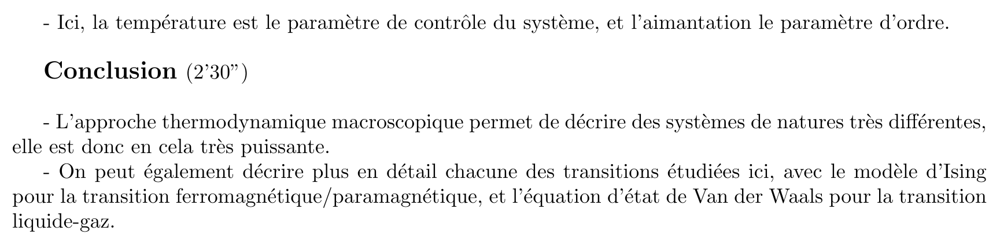 - Ici, la température est le paramètre de contrôle du système, et l'aimantation le paramètre d'ordre.
Conclusion (2'30")
- L'approche thermodynamique macroscopique permet de décrire des systèmes de natures très différentes,
elle est donc en cela très puissante.
- On peut également décrire plus en détail chacune des transitions étudiées ici, avec le modèle d'Ising
pour la transition ferromagnétique/paramagnétique, et l'équation d'état de Van der Waals pour la transition
liquide-gaz.